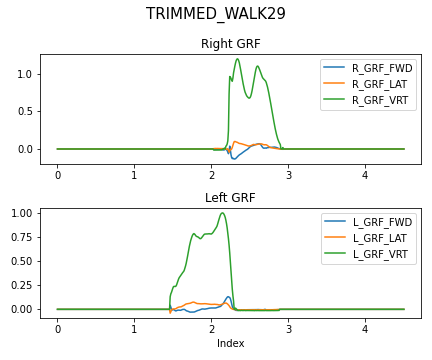 TRIMMED_WALK29
Right GRF
1.0
0.5
0.0
R_GRF_FWD
R_GRF_LAT
R_GRF_VRT
0 1 2 3 4
Left GRF
1.00
0.75
0.50
0.25
0.00
L_GRF_FWD
L_GRF_LAT
L_GRF_VRT
0 1 2 3 4
Index